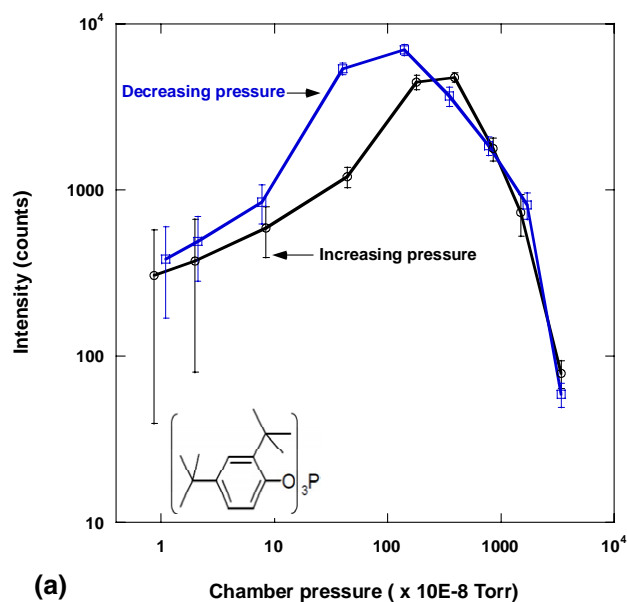 10⁴
Decreasing pressure
1000
Intensity (counts)
Increasing pressure
100
O
3
P
10
1 10 100 1000 10⁴
(a)
Chamber pressure ( x 10E-8 Torr)